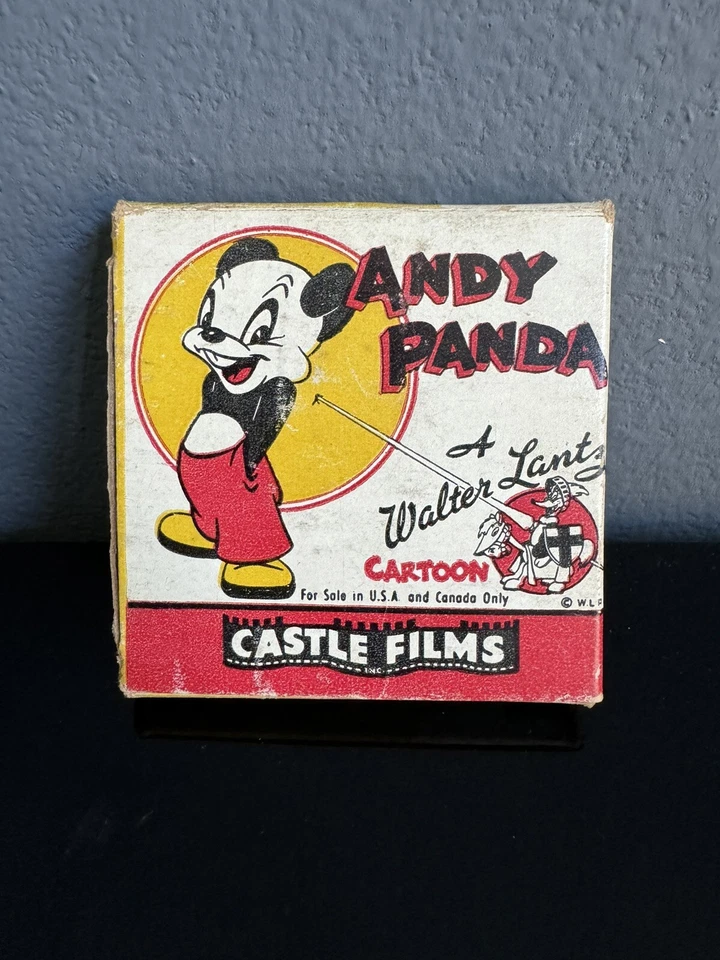 ANDY
PANDA
A
Walter Lantz
CARTOON
For Sale in U.S.A. and Canada Only
© W.L.P
CASTLE FILMS
INC.